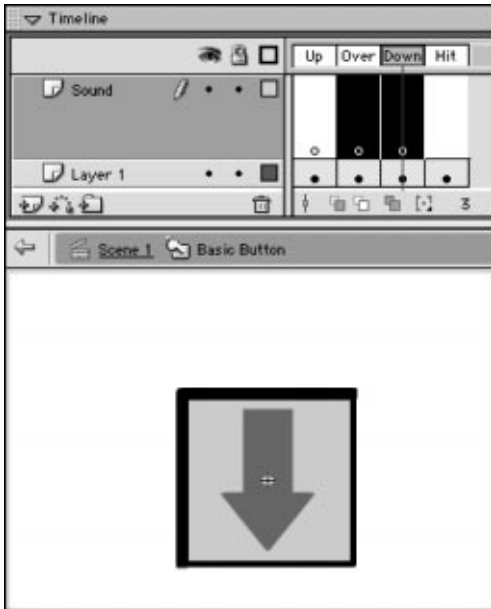 Timeline
Up Over Down Hit
Sound
Layer 1
3
Scene 1 Basic Button